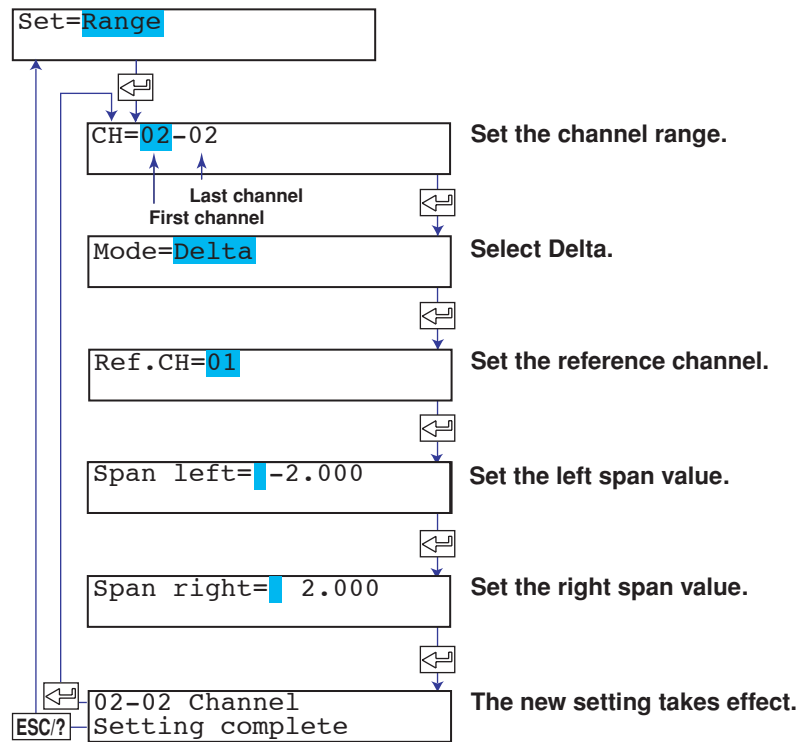 Set=Range
CH=02-02
Set the channel range.
Last channel
First channel
Mode=Delta
Select Delta.
Ref.CH=01
Set the reference channel.
Span left= -2.000
Set the left span value.
Span right= 2.000
Set the right span value.
02-02 Channel
The new setting takes effect.
ESC/?
Setting complete